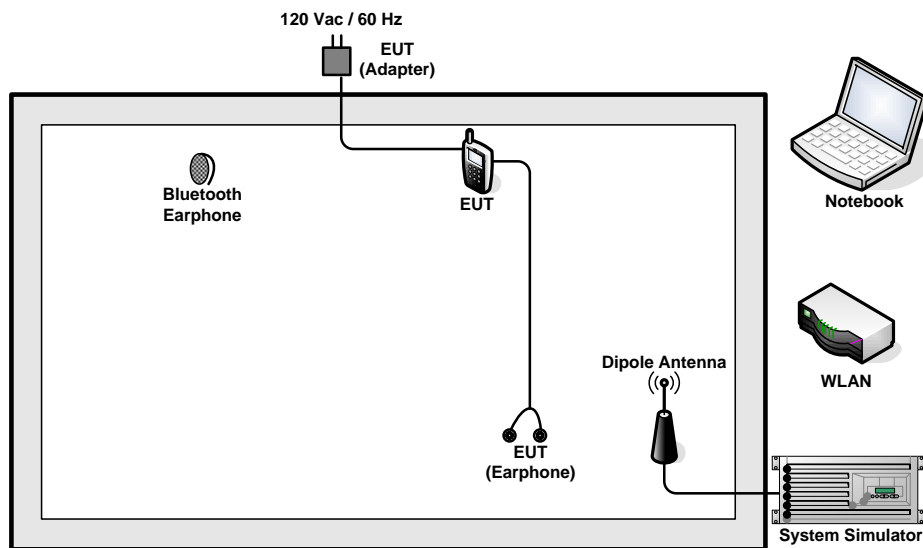 120 Vac / 60 Hz
EUT
(Adapter)
Bluetooth
Earphone
EUT
Notebook
Dipole Antenna
WLAN
EUT
(Earphone)
System Simulator